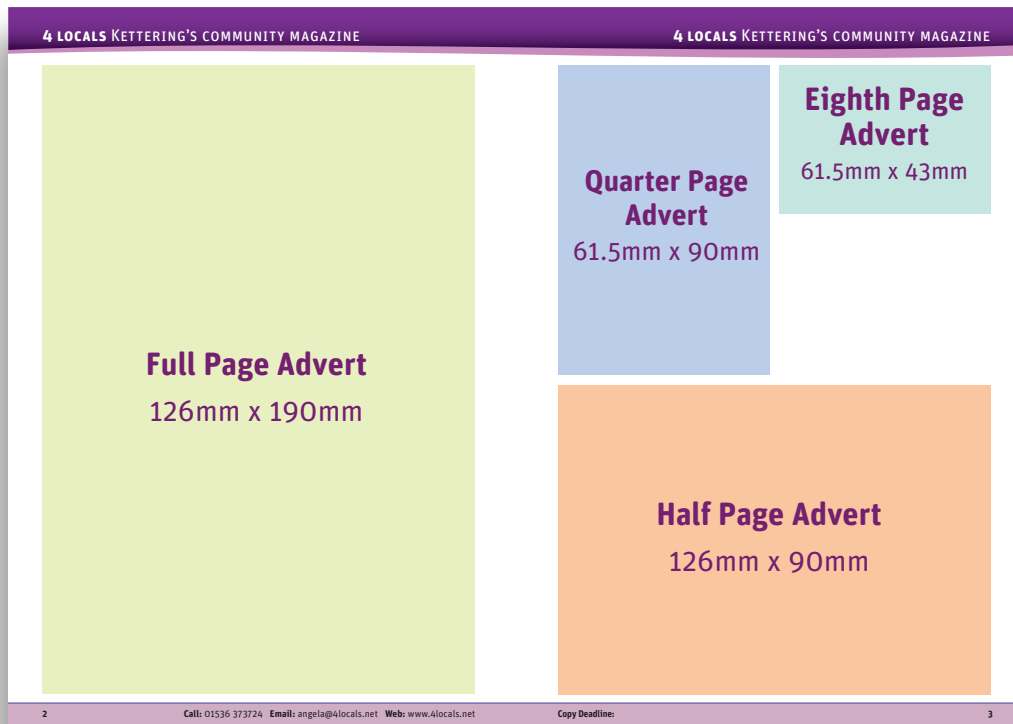 4 LOCALS KETTERING'S COMMUNITY MAGAZINE
Full Page Advert
126mm x 190mm
2
Call: 01536 373724 Email: angela@4locals.net Web: www.4locals.net
4 LOCALS KETTERING'S COMMUNITY MAGAZINE
Quarter Page
Advert
61.5mm x 90mm
Eighth Page
Advert
61.5mm x 43mm
Half Page Advert
126mm x 90mm
Copy Deadline:
3